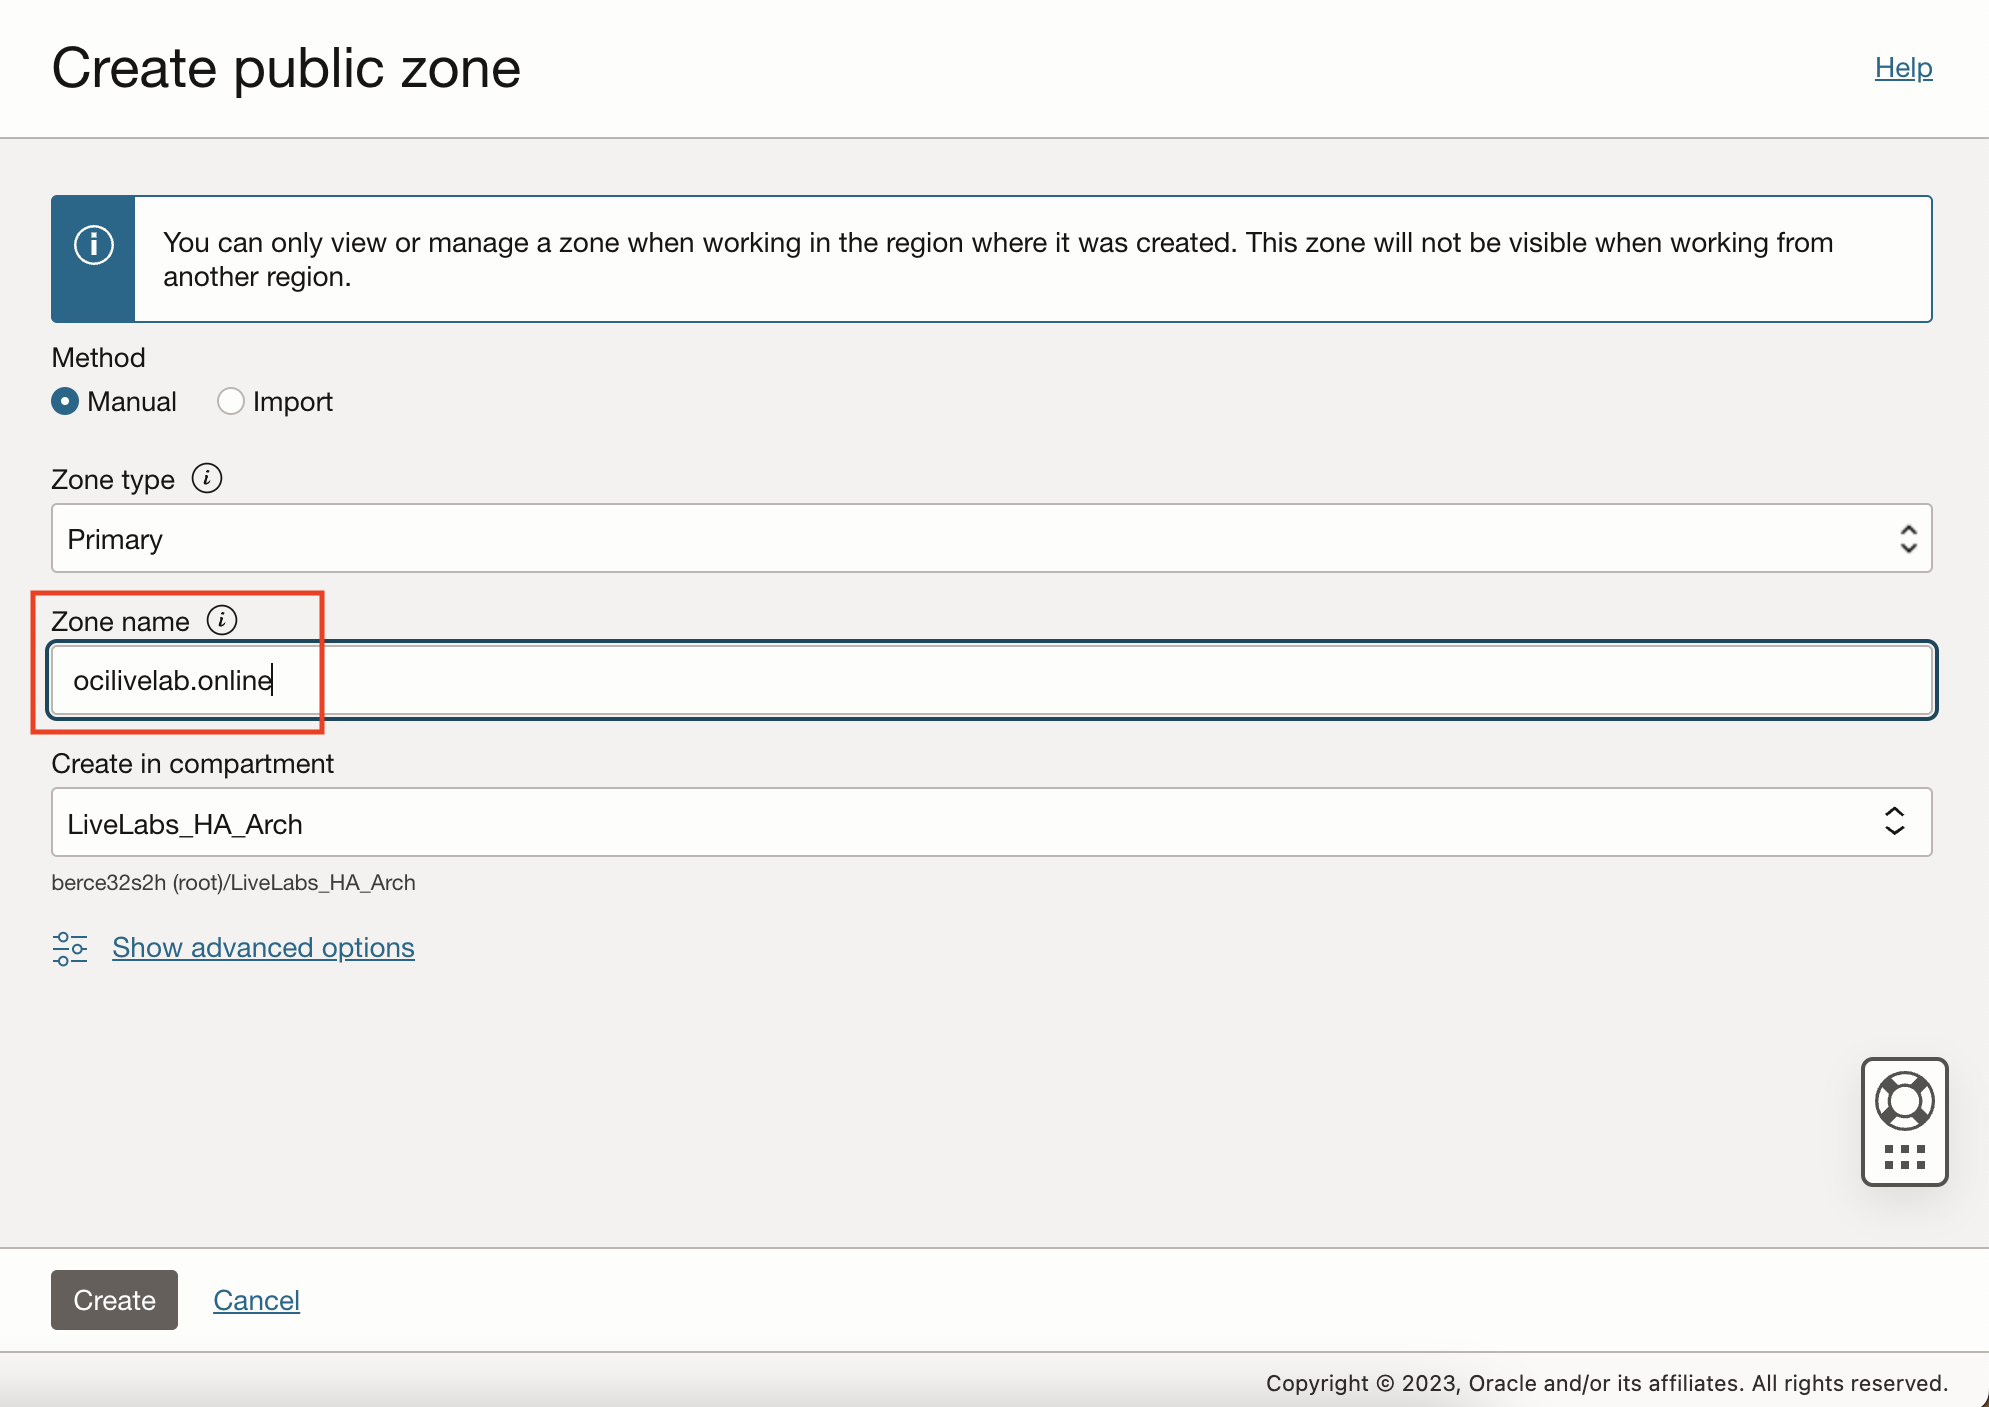 Create public zone
Help
You can only view or manage a zone when working in the region where it was created. This zone will not be visible when working from
another region.
Method
Manual Import
Zone type
Primary
Zone name
ocilivelab.online
Create in compartment
LiveLabs_HA_Arch
berce32s2h (root)/LiveLabs_HA_Arch
Show advanced options
Create Cancel
Copyright © 2023, Oracle and/or its affiliates. All rights reserved.